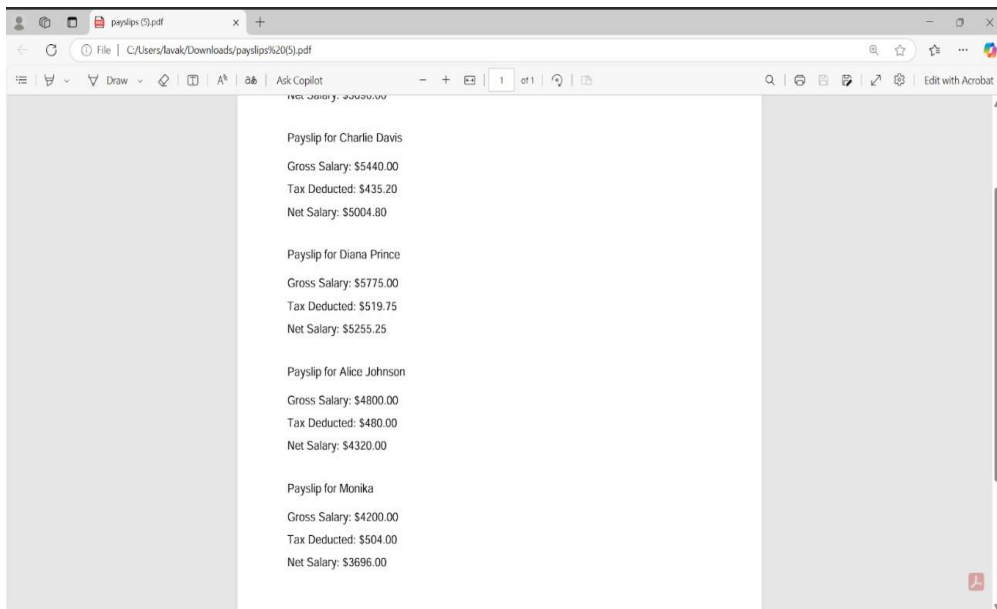 payslips (5).pdf
File | C:/Users/lavak/Downloads/payslips%20(5).pdf
Draw
Ask Copilot
1 of 1
Edit with Acrobat
Net Salary: $3696.00
Payslip for Charlie Davis
Gross Salary: $5440.00
Tax Deducted: $435.20
Net Salary: $5004.80
Payslip for Diana Prince
Gross Salary: $5775.00
Tax Deducted: $519.75
Net Salary: $5255.25
Payslip for Alice Johnson
Gross Salary: $4800.00
Tax Deducted: $480.00
Net Salary: $4320.00
Payslip for Monika
Gross Salary: $4200.00
Tax Deducted: $504.00
Net Salary: $3696.00